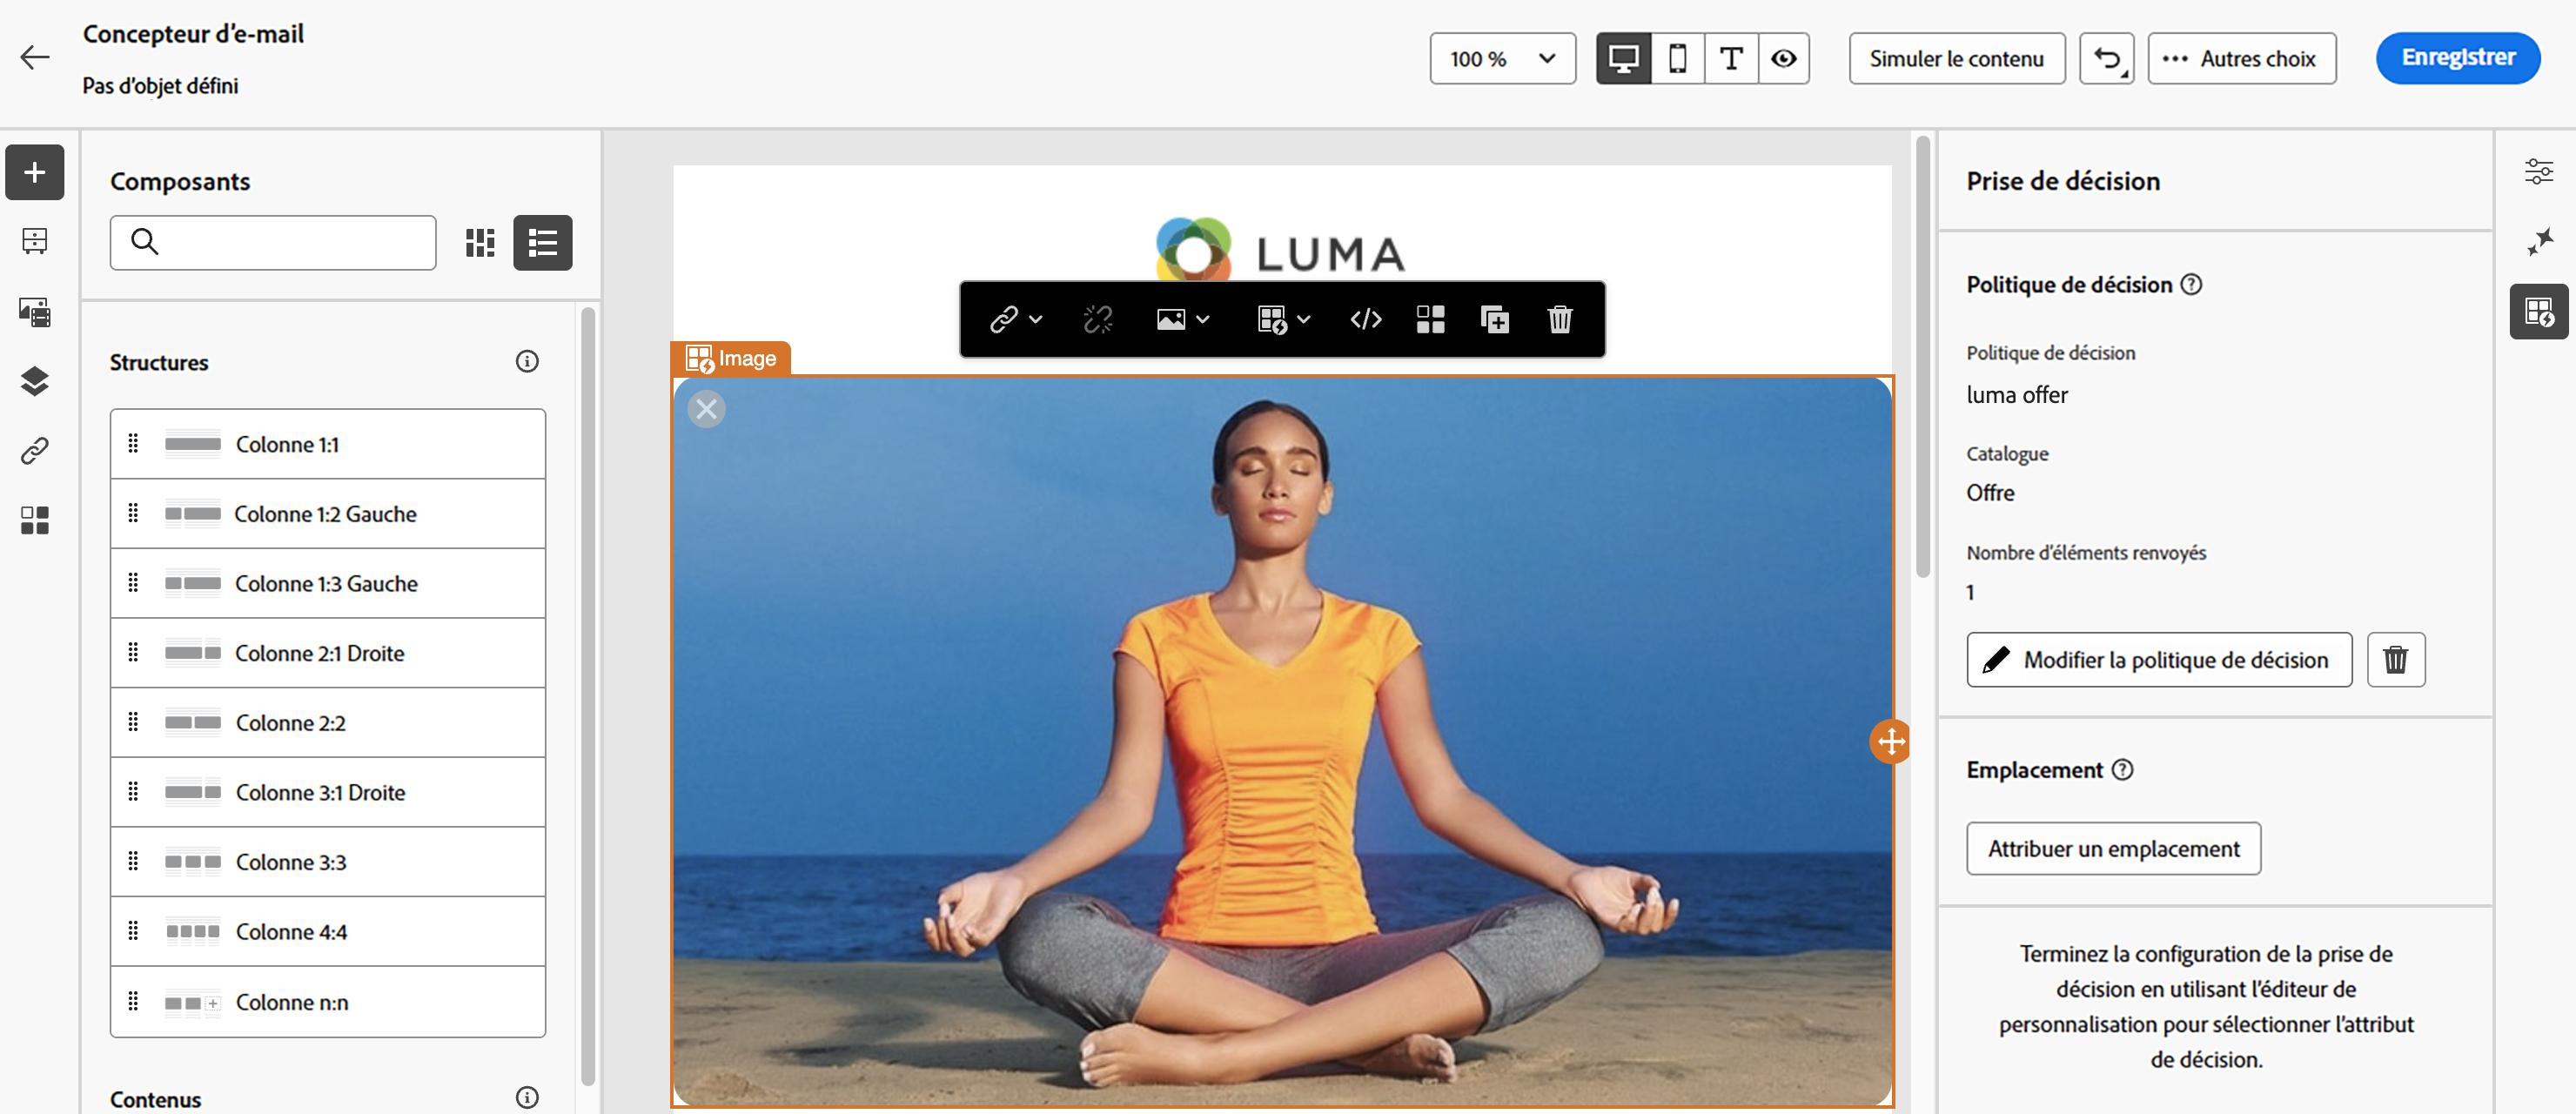 Concepteur d'e-mail
Pas d'objet défini
100 %
Simuler le contenu
Autres choix
Enregistrer
Composants
Structures
Colonne 1:1
Colonne 1:2 Gauche
Colonne 1:3 Gauche
Colonne 2:1 Droite
Colonne 2:2
Colonne 3:1 Droite
Colonne 3:3
Colonne 4:4
Colonne n:n
Contenus
LUMA
Image
Prise de décision
Politique de décision
Politique de décision
luma offer
Catalogue
Offre
Nombre d'éléments renvoyés
1
Modifier la politique de décision
Emplacement
Attribuer un emplacement
Terminez la configuration de la prise de
décision en utilisant l'éditeur de
personnalisation pour sélectionner l'attribut
de décision.